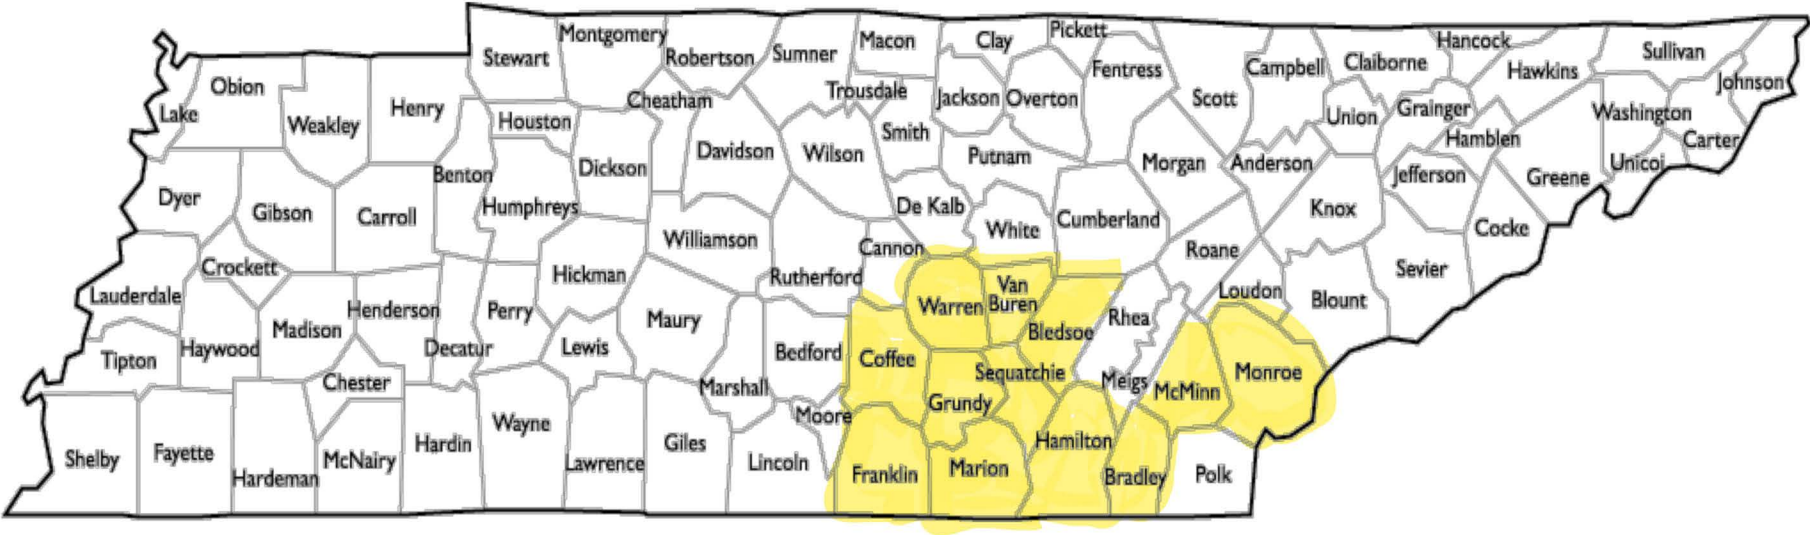 Lake
Obion
Weakley
Henry
Stewart
Montgomery
Robertson
Sumner
Macon
Clay
Pickett
Fentress
Scott
Campbell
Claiborne
Hancock
Hawkins
Sullivan
Johnson
Houston
Cheatham
Trousdale
Jackson
Overton
Union
Grainger
Hamblen
Washington
Carter
Unicoi
Dyer
Gibson
Carroll
Benton
Humphreys
Dickson
Davidson
Wilson
Smith
Putnam
Morgan
Anderson
Knox
Jefferson
Greene
Cocke
Lauderdale
Crockett
Hickman
Williamson
Rutherford
Cannon
De Kalb
White
Cumberland
Roane
Loudon
Blount
Sevier
Tipton
Haywood
Madison
Henderson
Decatur
Perry
Lewis
Maury
Marshall
Bedford
Coffee
Warren
Van
Buren
Bledsoe
Rhea
Meigs
McMinn
Monroe
Chester
Moore
Grundy
Sequatchie
Shelby
Fayette
Hardeman
McNairy
Hardin
Wayne
Lawrence
Giles
Lincoln
Franklin
Marion
Hamilton
Bradley
Polk